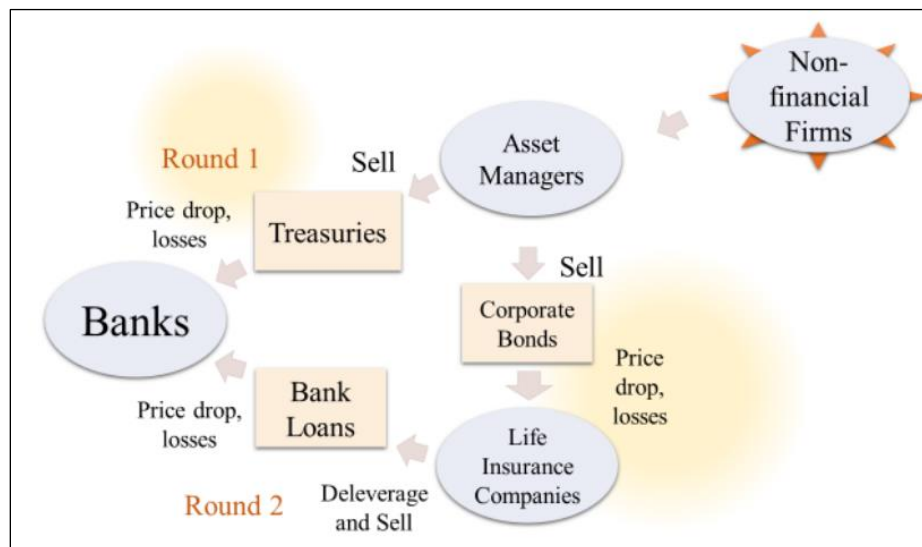 Non-
financial
Firms
Asset
Managers
Round 1
Sell
Price drop,
losses
Treasuries
Sell
Banks
Corporate
Bonds
Price
drop,
losses
Bank
Loans
Price drop,
losses
Life
Insurance
Companies
Round 2
Deleverage
and Sell